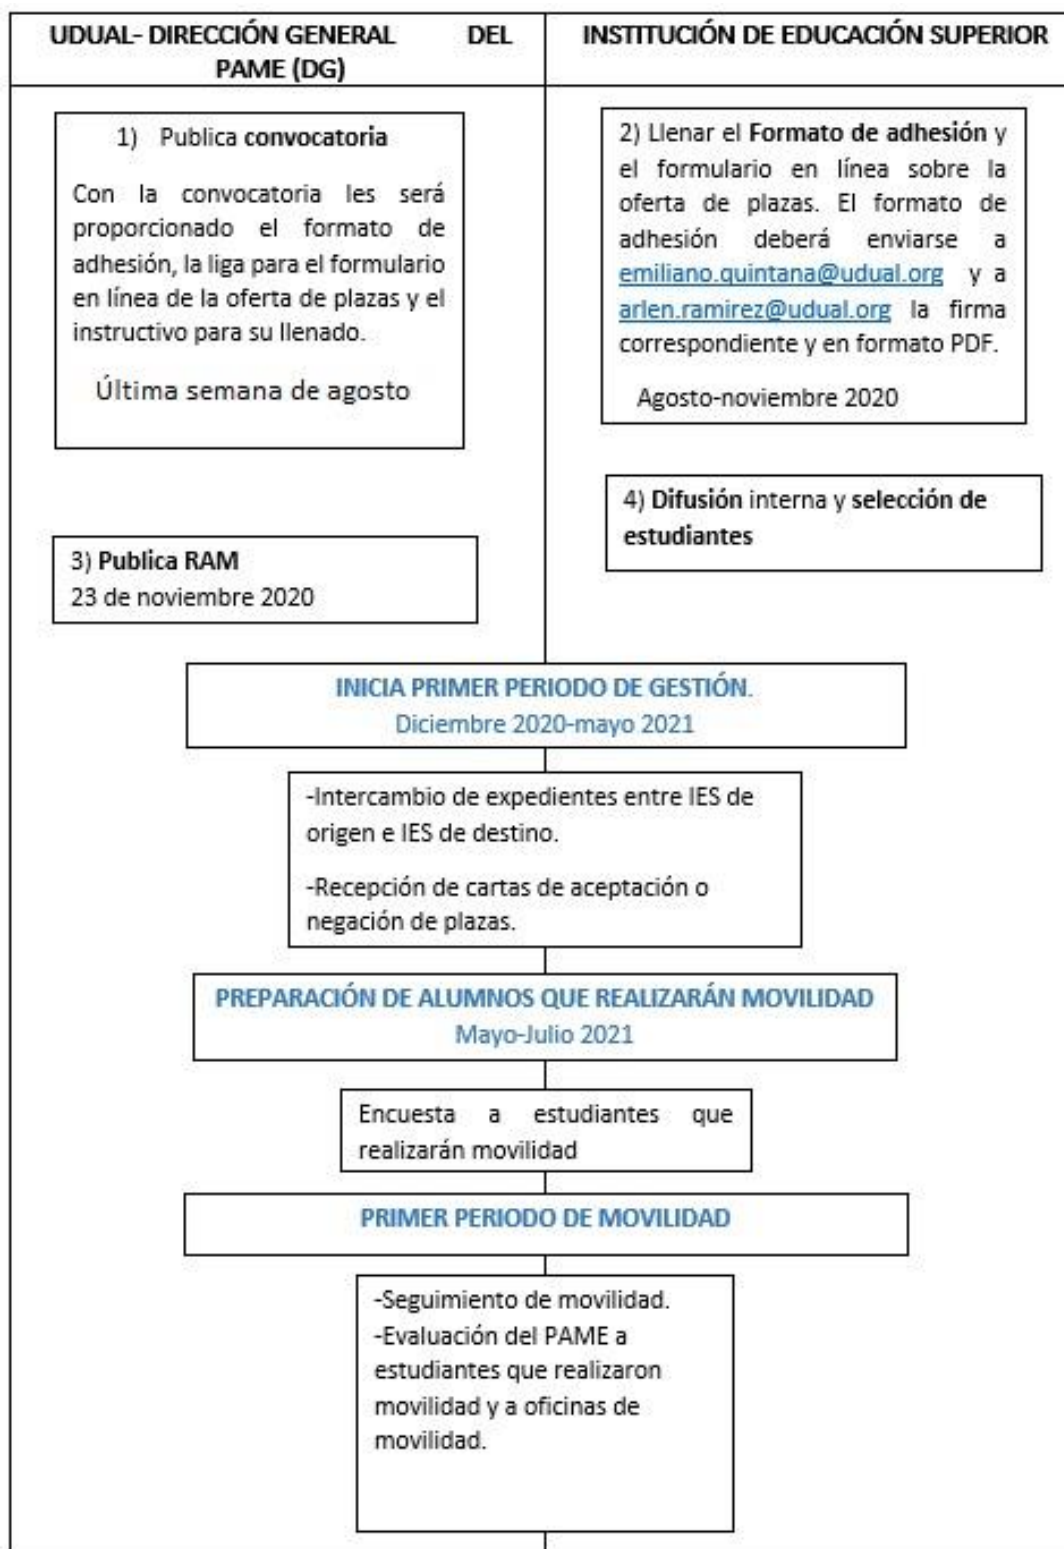 UDUAL- DIRECCIÓN GENERAL DEL
PAME (DG)
INSTITUCIÓN DE EDUCACIÓN SUPERIOR
1) Publica convocatoria
Con la convocatoria les será
proporcionado el formato de
adhesión, la liga para el formulario
en línea de la oferta de plazas y el
instructivo para su llenado.
Última semana de agosto
2) Llenar el Formato de adhesión y
el formulario en línea sobre la
oferta de plazas. El formato de
adhesión deberá enviarse a
emiliano.quintana@udual.org y a
arlen.ramirez@udual.org la firma
correspondiente y en formato PDF.
Agosto-noviembre 2020
3) Publica RAM
23 de noviembre 2020
4) Difusión interna y selección de
estudiantes
INICIA PRIMER PERIODO DE GESTIÓN.
Diciembre 2020-mayo 2021
-Intercambio de expedientes entre IES de
origen e IES de destino.
-Recepción de cartas de aceptación o
negación de plazas.
PREPARACIÓN DE ALUMNOS QUE REALIZARÁN MOVILIDAD
Mayo-Julio 2021
Encuesta a estudiantes que
realizarán movilidad
PRIMER PERIODO DE MOVILIDAD
-Seguimiento de movilidad.
-Evaluación del PAME a
estudiantes que realizaron
movilidad y a oficinas de
movilidad.